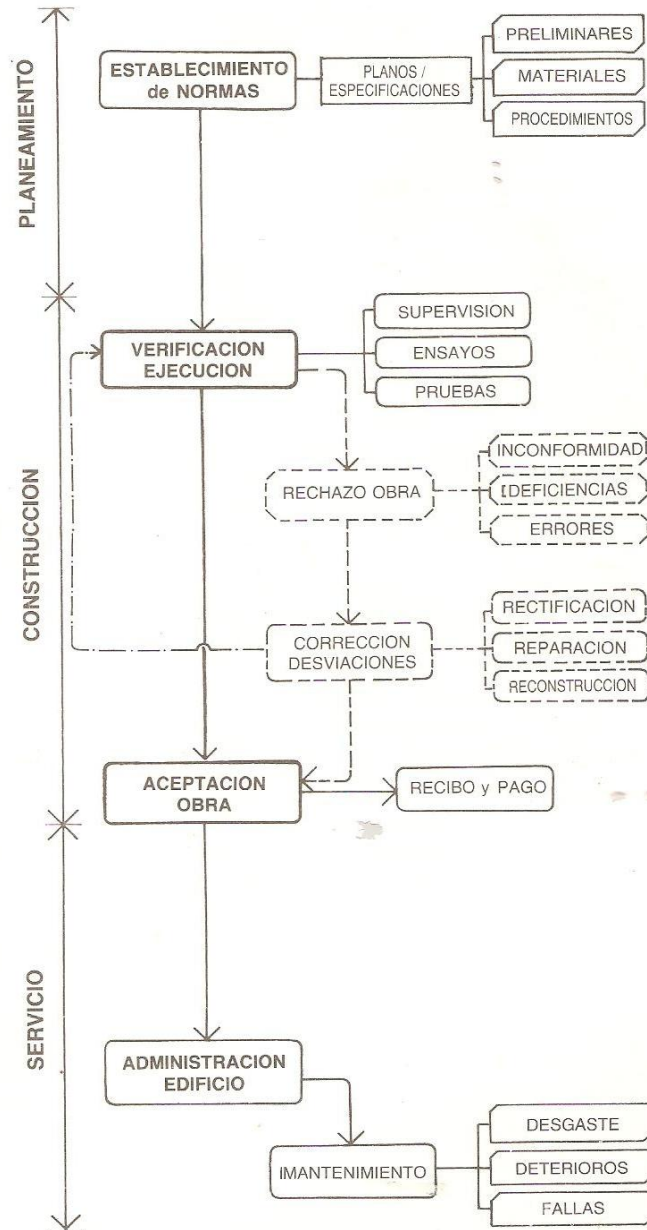 PLANEAMIENTO
ESTABLECIMIENTO
de NORMAS
PLANOS /
ESPECIFICACIONES
PRELIMINARES
MATERIALES
PROCEDIMIENTOS
CONSTRUCCION
VERIFICACION
EJECUCION
SUPERVISION
ENSAYOS
PRUEBAS
RECHAZO OBRA
INCONFORMIDAD
DEFICIENCIAS
ERRORES
CORRECCION
DESVIACIONES
RECTIFICACION
REPARACION
RECONSTRUCCION
ACEPTACION
OBRA
RECIBO y PAGO
SERVICIO
ADMINISTRACION
EDIFICIO
IMANTENIMIENTO
DESGASTE
DETERIOROS
FALLAS